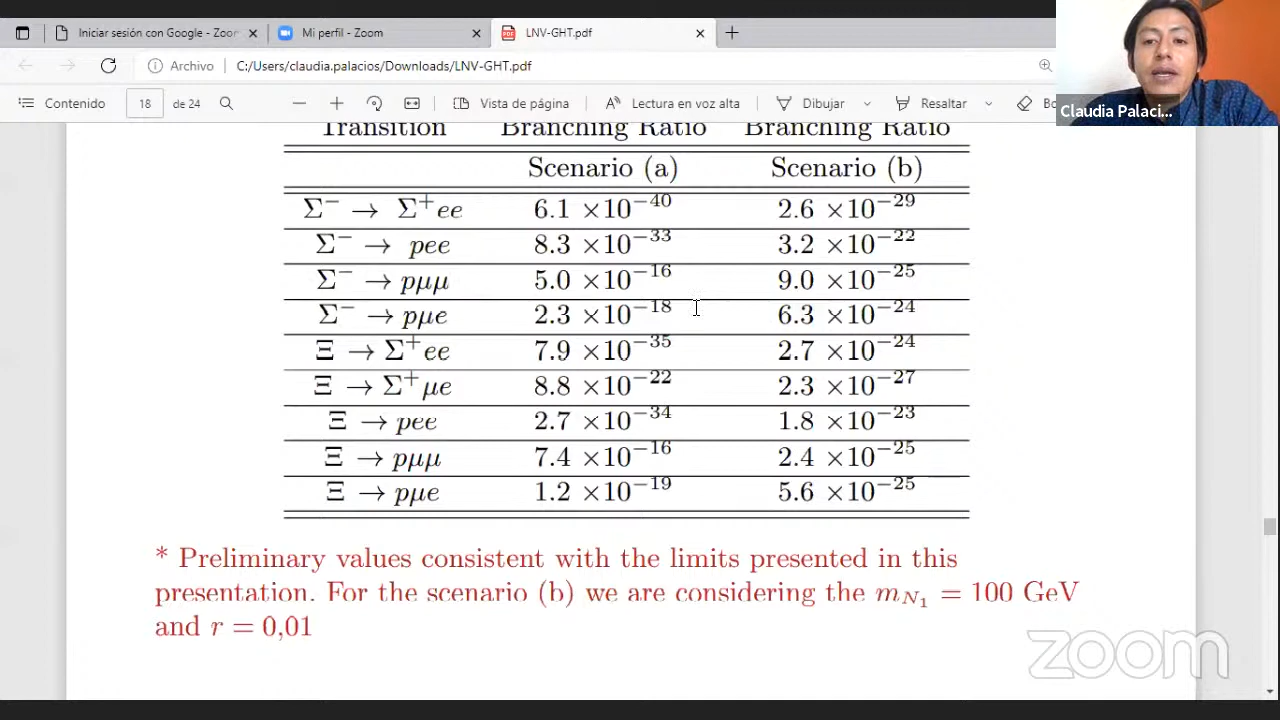 Iniciar sesión con Google - Zoor
Mi perfil - Zoom
LNV-GHT.pdf
Archivo C:/Users/claudia.palacios/Downloads/LNV-GHT.pdf
Contenido 18 de 24 Vista de página Lectura en voz alta Dibujar Resaltar Bo
Claudia Palaci...
Transition Branching Ratio Branching Ratio
Scenario (a) Scenario (b)
Σ⁻ → Σ⁺ee 6.1 ×10⁻⁴⁰ 2.6 ×10⁻²⁹
Σ⁻ → pee 8.3 ×10⁻³³ 3.2 ×10⁻²²
Σ⁻ → pμμ 5.0 ×10⁻¹⁶ 9.0 ×10⁻²⁵
Σ⁻ → pμe 2.3 ×10⁻¹⁸ 6.3 ×10⁻²⁴
Ξ → Σ⁺ee 7.9 ×10⁻³⁵ 2.7 ×10⁻²⁴
Ξ → Σ⁺μe 8.8 ×10⁻²² 2.3 ×10⁻²⁷
Ξ → pee 2.7 ×10⁻³⁴ 1.8 ×10⁻²³
Ξ → pμμ 7.4 ×10⁻¹⁶ 2.4 ×10⁻²⁵
Ξ → pμe 1.2 ×10⁻¹⁹ 5.6 ×10⁻²⁵
* Preliminary values consistent with the limits presented in this
presentation. For the scenario (b) we are considering the m_{N₁} = 100 GeV
and r = 0,01
zoom